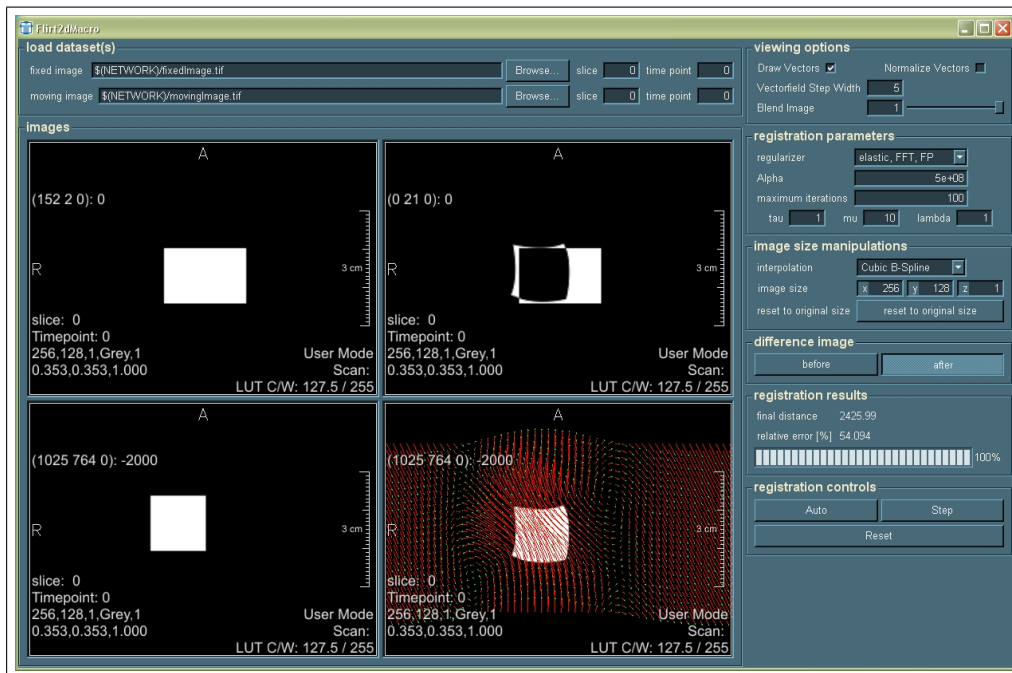 Flirt2dMacro
load dataset(s)
fixed image $(NETWORK)/fixedImage.tif Browse... slice 0 time point 0
moving image $(NETWORK)/movingImage.tif Browse... slice 0 time point 0
images
A
(152 2 0): 0
R
3 cm
slice: 0
Timepoint: 0
256,128,1,Grey,1 User Mode
0.353,0.353,1.000 Scan:
LUT C/W: 127.5 / 255
A
(0 21 0): 0
R
3 cm
slice: 0
Timepoint: 0
256,128,1,Grey,1 User Mode
0.353,0.353,1.000 Scan:
LUT C/W: 127.5 / 255
A
(1025 764 0): -2000
R
3 cm
slice: 0
Timepoint: 0
256,128,1,Grey,1 User Mode
0.353,0.353,1.000 Scan:
LUT C/W: 127.5 / 255
A
(1025 764 0): -2000
R
3 cm
slice: 0
Timepoint: 0
256,128,1,Grey,1 User Mode
0.353,0.353,1.000 Scan:
LUT C/W: 127.5 / 255
viewing options
Draw Vectors Normalize Vectors
Vectorfield Step Width 5
Blend Image 1
registration parameters
regularizer elastic, FFT, FP
Alpha 5e+08
maximum iterations 100
tau 1 mu 10 lambda 1
image size manipulations
interpolation Cubic B-Spline
image size x 256 y 128 z 1
reset to original size reset to original size
difference image
before after
registration results
final distance 2425.99
relative error [%] 54.094
100%
registration controls
Auto Step
Reset